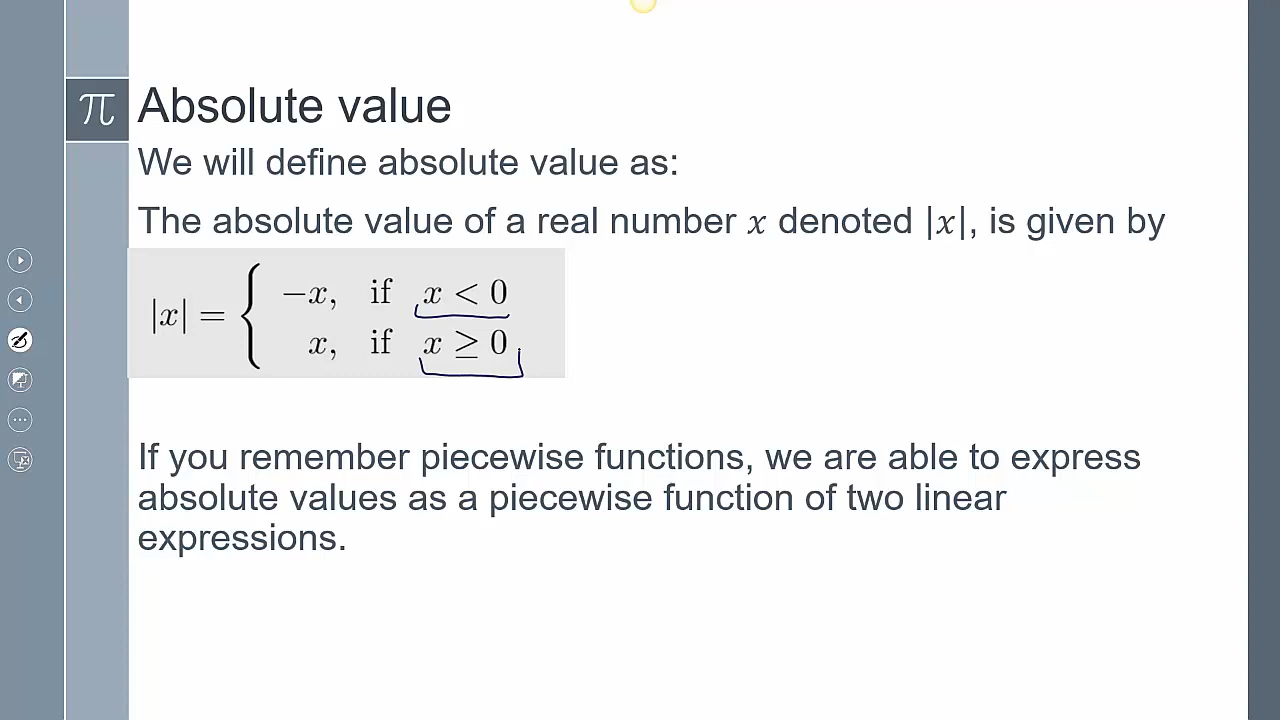 π
Absolute value
We will define absolute value as:
The absolute value of a real number x denoted |x|, is given by
|x| = { −x, if x < 0
x, if x ≥ 0
If you remember piecewise functions, we are able to express
absolute values as a piecewise function of two linear
expressions.